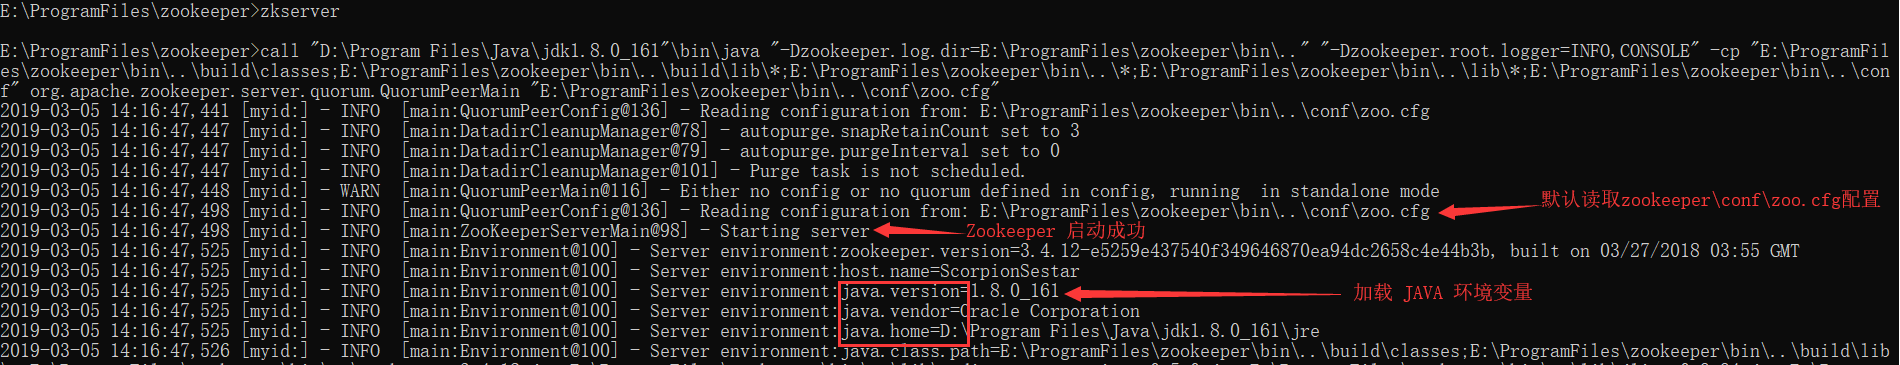 E:\ProgramFiles\zookeeper>zkserver
E:\ProgramFiles\zookeeper>call "D:\Program Files\Java\jdk1.8.0_161"\bin\java "-Dzookeeper.log.dir=E:\ProgramFiles\zookeeper\bin\.." "-Dzookeeper.root.logger=INFO,CONSOLE" -cp "E:\ProgramFil
es\zookeeper\bin\..\build\classes;E:\ProgramFiles\zookeeper\bin\..\build\lib\*;E:\ProgramFiles\zookeeper\bin\..\*;E:\ProgramFiles\zookeeper\bin\..\lib\*;E:\ProgramFiles\zookeeper\bin\..\con
f" org.apache.zookeeper.server.quorum.QuorumPeerMain "E:\ProgramFiles\zookeeper\bin\..\conf\zoo.cfg"
2019-03-05 14:16:47,441 [myid:] - INFO  [main:QuorumPeerConfig@136] - Reading configuration from: E:\ProgramFiles\zookeeper\bin\..\conf\zoo.cfg
2019-03-05 14:16:47,447 [myid:] - INFO  [main:DatadirCleanupManager@78] - autopurge.snapRetainCount set to 3
2019-03-05 14:16:47,447 [myid:] - INFO  [main:DatadirCleanupManager@79] - autopurge.purgeInterval set to 0
2019-03-05 14:16:47,447 [myid:] - INFO  [main:DatadirCleanupManager@101] - Purge task is not scheduled.
2019-03-05 14:16:47,448 [myid:] - WARN  [main:QuorumPeerMain@116] - Either no config or no quorum defined in config, running  in standalone mode
2019-03-05 14:16:47,498 [myid:] - INFO  [main:QuorumPeerConfig@136] - Reading configuration from: E:\ProgramFiles\zookeeper\bin\..\conf\zoo.cfg 默认读取zookeeper\conf\zoo.cfg配置
2019-03-05 14:16:47,498 [myid:] - INFO  [main:ZooKeeperServerMain@98] - Starting server Zookeeper 启动成功
2019-03-05 14:16:47,525 [myid:] - INFO  [main:Environment@100] - Server environment:zookeeper.version=3.4.12-e5259e437540f349646870ea94dc2658c4e44b3b, built on 03/27/2018 03:55 GMT
2019-03-05 14:16:47,525 [myid:] - INFO  [main:Environment@100] - Server environment:host.name=ScorpionSestar
2019-03-05 14:16:47,525 [myid:] - INFO  [main:Environment@100] - Server environment:java.version=1.8.0_161 加载 JAVA 环境变量
2019-03-05 14:16:47,525 [myid:] - INFO  [main:Environment@100] - Server environment:java.vendor=Oracle Corporation
2019-03-05 14:16:47,525 [myid:] - INFO  [main:Environment@100] - Server environment:java.home=D:\Program Files\Java\jdk1.8.0_161\jre
2019-03-05 14:16:47,526 [myid:] - INFO  [main:Environment@100] - Server environment:java.class.path=E:\ProgramFiles\zookeeper\bin\..\build\classes;E:\ProgramFiles\zookeeper\bin\..\build\lib